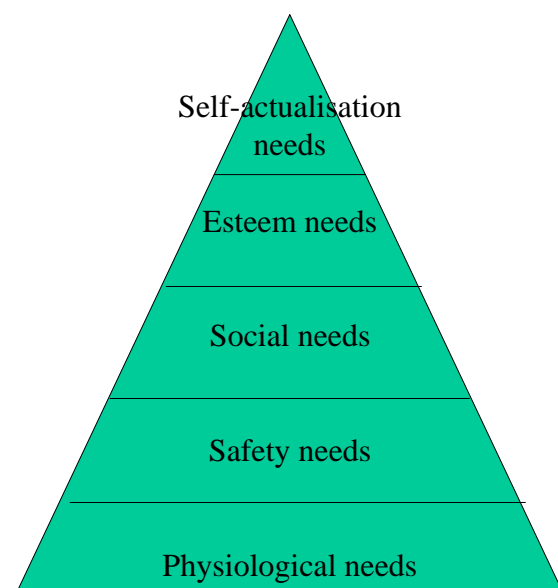 Self-actualisation
needs
Esteem needs
Social needs
Safety needs
Physiological needs